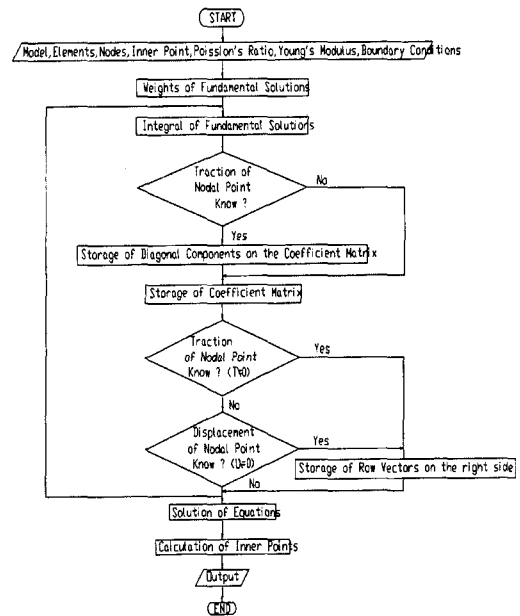 START
Model,Elements,Nodes,Inner Point,Poission's Ratio,Young's Modulus,Boundary Conditions
Weights of Fundamental Solutions
Integral of Fundamental Solutions
Traction of
Nodal Point
Know ?
No
Yes
Storage of Diagonal Components on the Coefficient Matrix
Storage of Coefficient Matrix
Traction
of Nodal Point
Know ? (T≠0)
Yes
No
Displacement
of Nodal Point
Know ? (U≠0)
Yes
Storage of Row Vectors on the right side
No
Solution of Equations
Calculation of Inner Points
Output
END